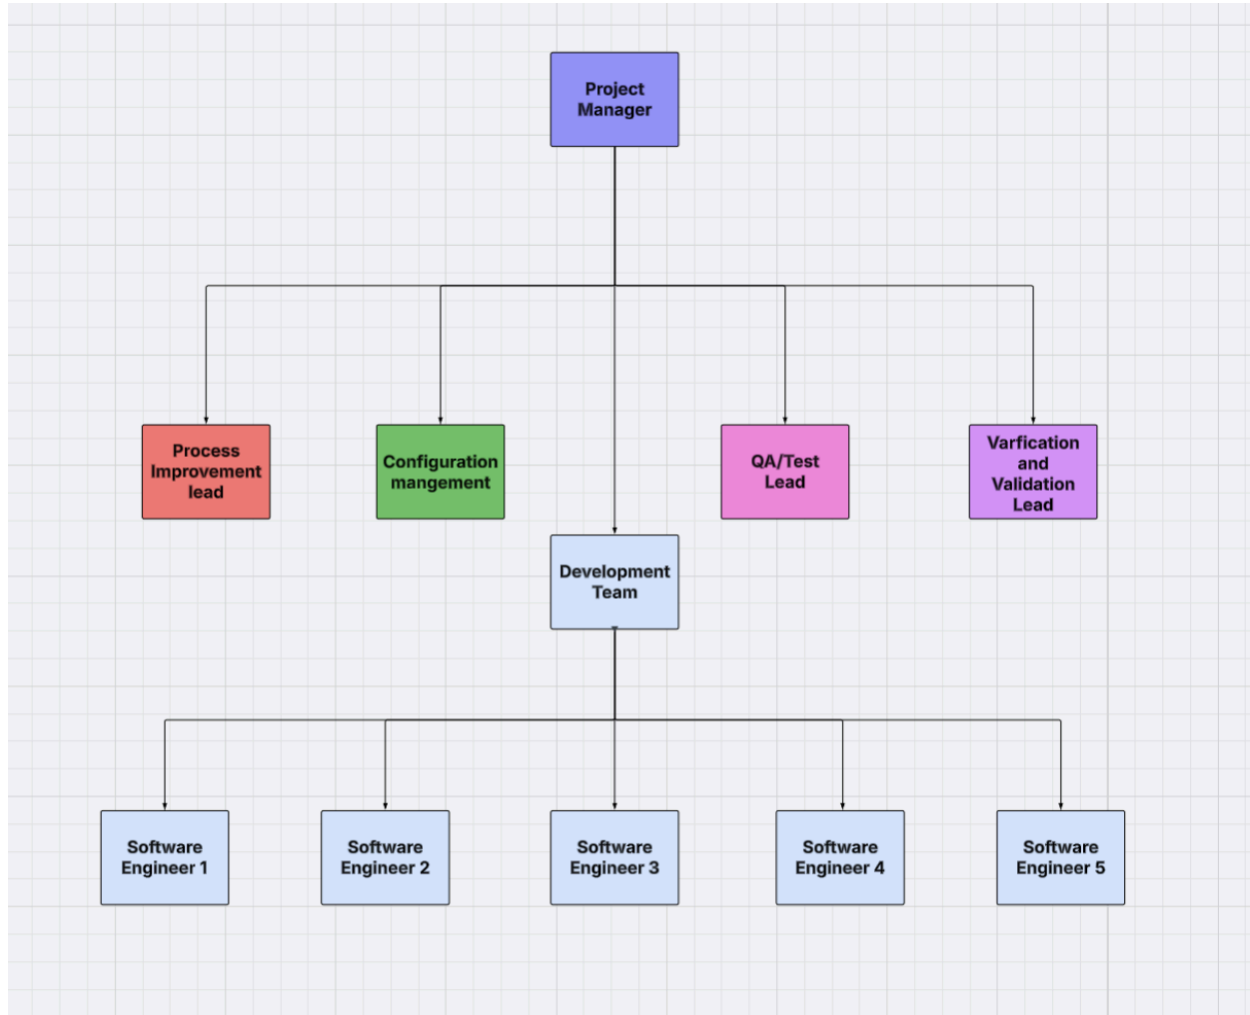 Project
Manager
Process
Improvement
lead
Configuration
mangement
QA/Test
Lead
Varfication
and
Validation
Lead
Development
Team
Software
Engineer 1
Software
Engineer 2
Software
Engineer 3
Software
Engineer 4
Software
Engineer 5